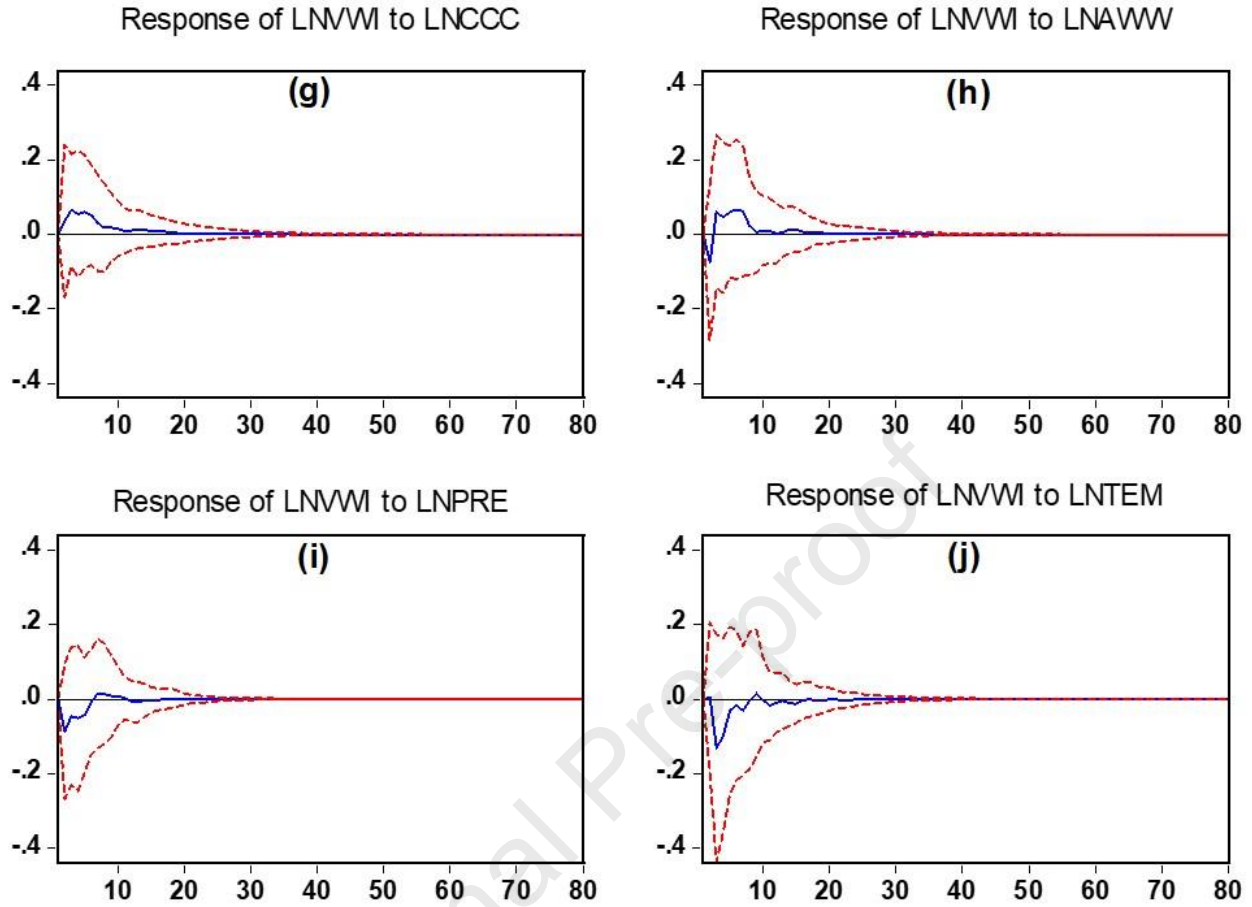 Response of LNVWI to LNCCC
(g)
.4
.2
.0
-.2
-.4
10 20 30 40 50 60 70 80
Response of LNVWI to LNAWW
(h)
.4
.2
.0
-.2
-.4
10 20 30 40 50 60 70 80
Response of LNVWI to LNPRE
(i)
.4
.2
.0
-.2
-.4
10 20 30 40 50 60 70 80
Response of LNVWI to LNTEM
(j)
.4
.2
.0
-.2
-.4
10 20 30 40 50 60 70 80
nal Pre-proof